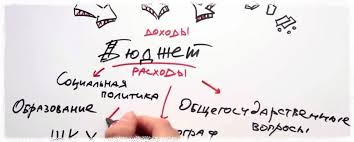 ДОХОДЫ
Бюджет
РАСХОДЫ
Социальная
политика
Образование
Общегосударственные
вопросы